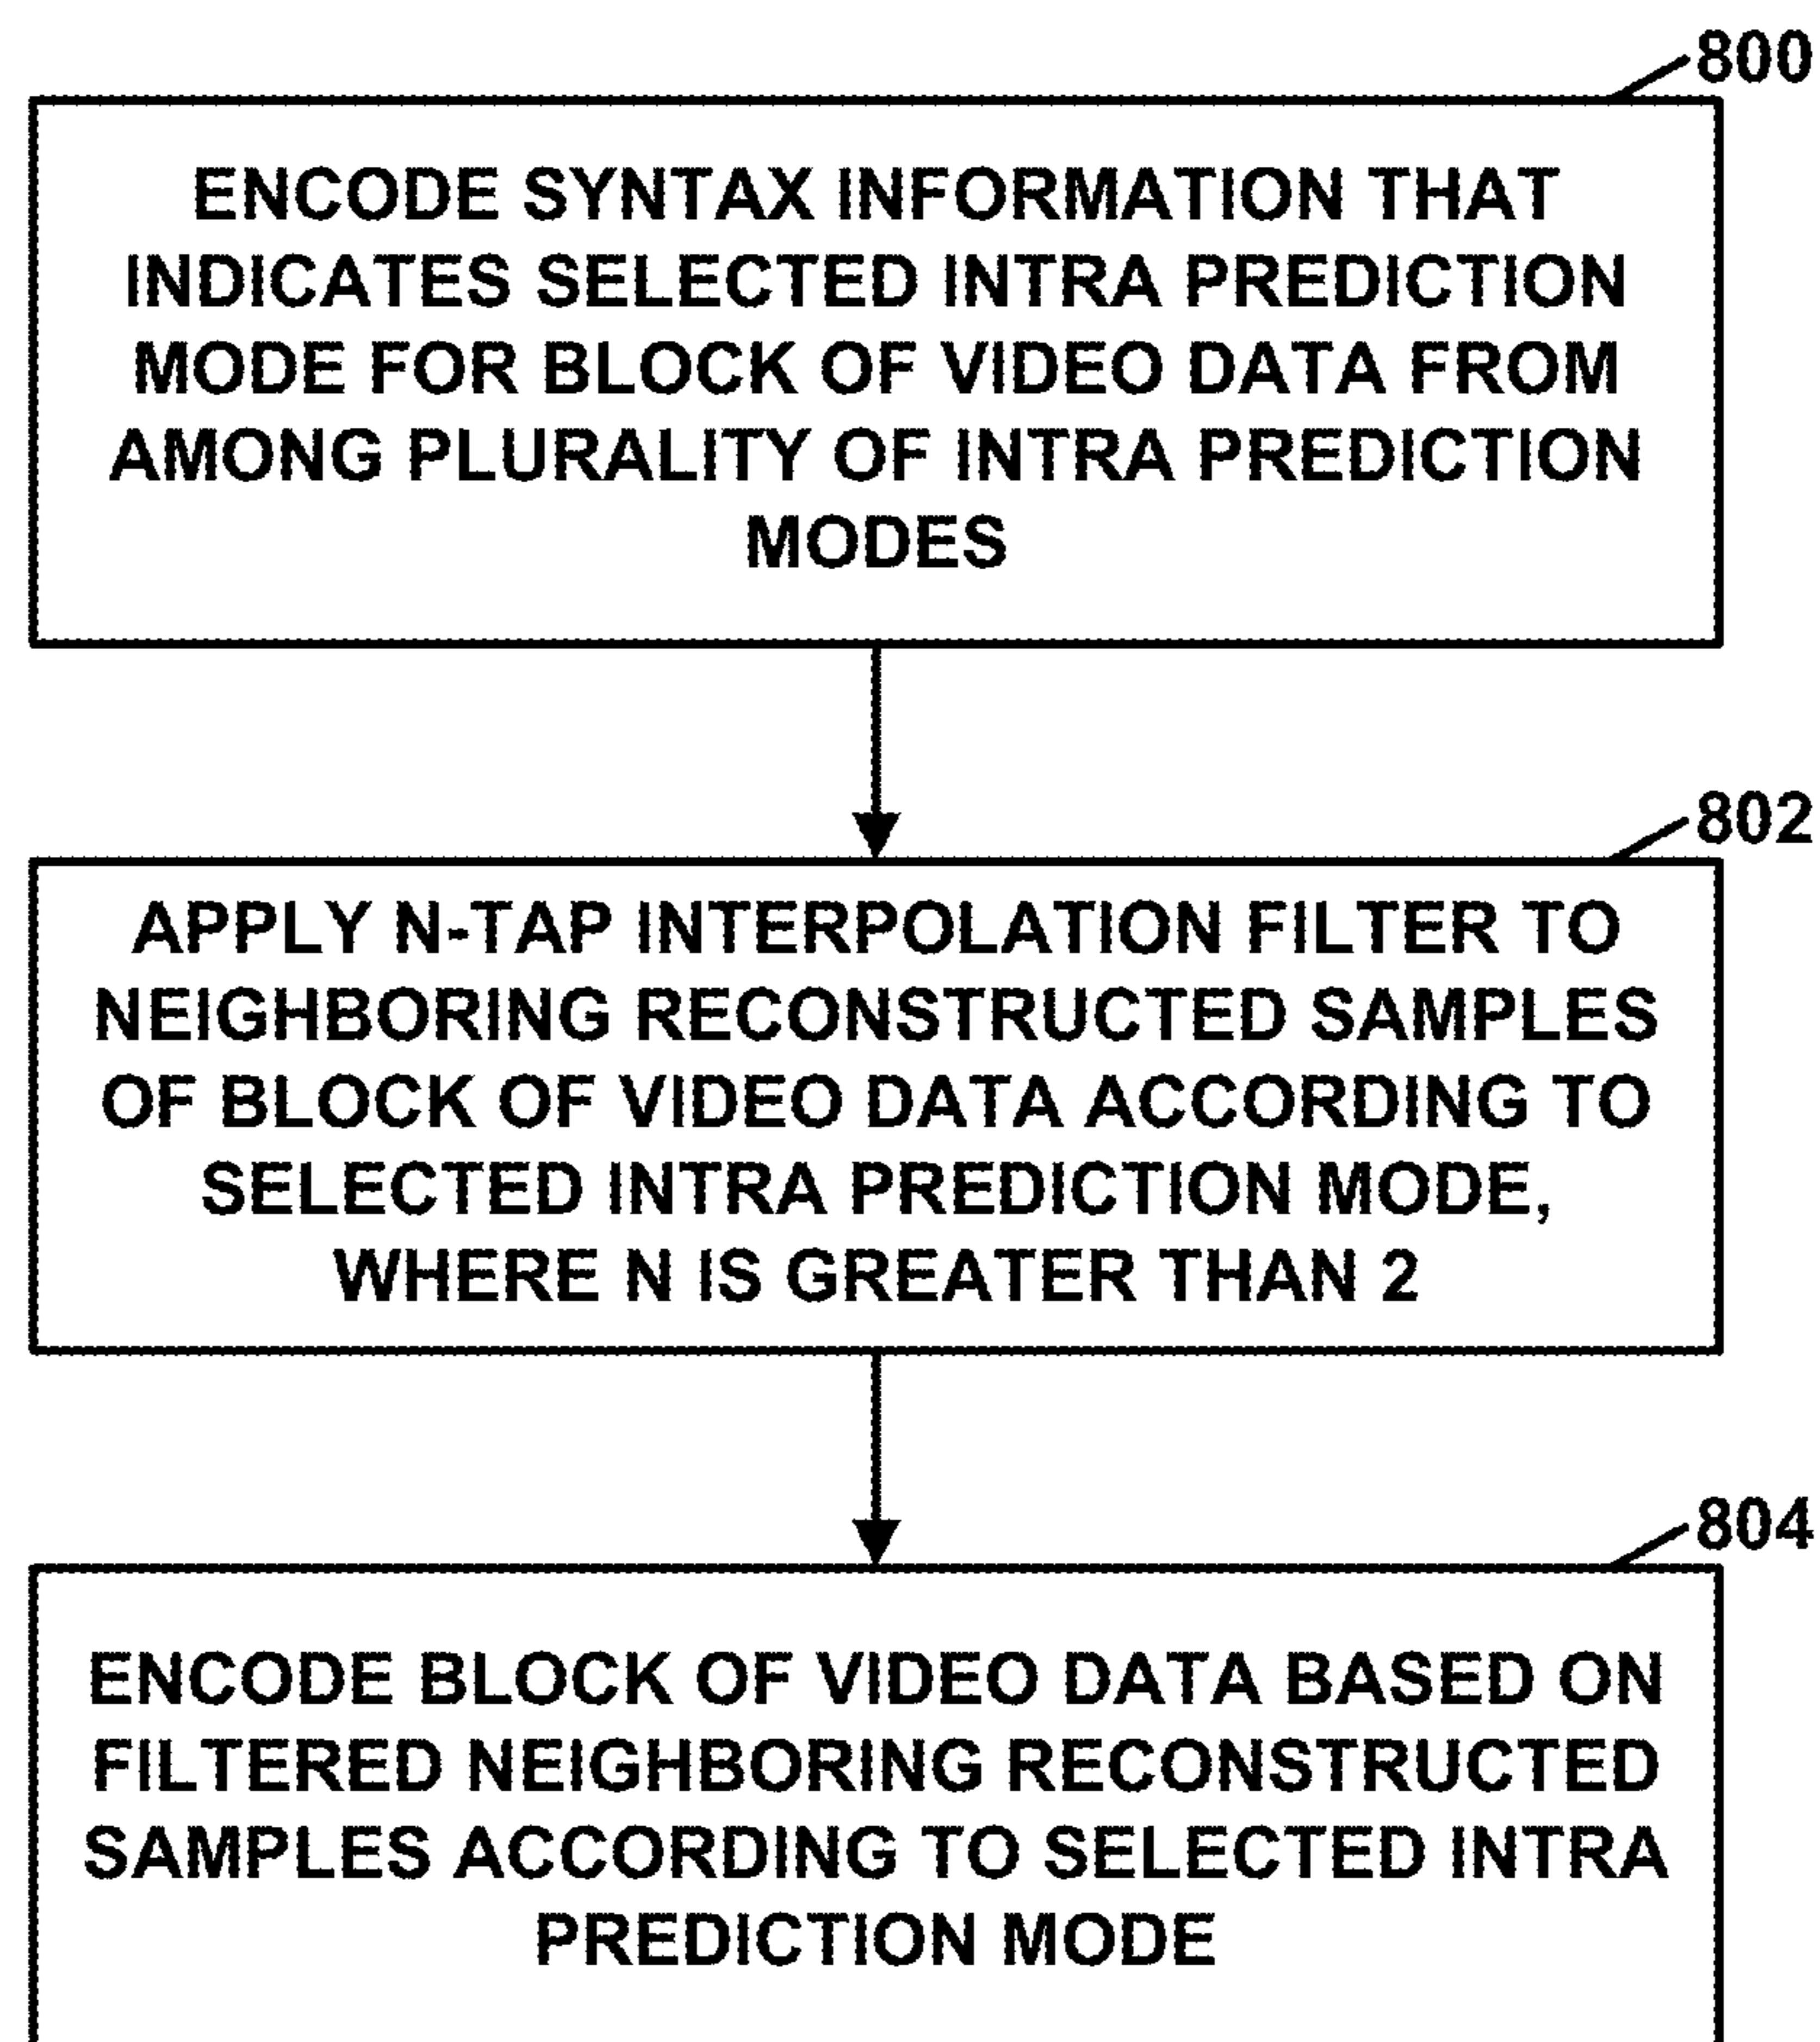 800
ENCODE SYNTAX INFORMATION THAT
INDICATES SELECTED INTRA PREDICTION
MODE FOR BLOCK OF VIDEO DATA FROM
AMONG PLURALITY OF INTRA PREDICTION
MODES
802
APPLY N-TAP INTERPOLATION FILTER TO
NEIGHBORING RECONSTRUCTED SAMPLES
OF BLOCK OF VIDEO DATA ACCORDING TO
SELECTED INTRA PREDICTION MODE,
WHERE N IS GREATER THAN 2
804
ENCODE BLOCK OF VIDEO DATA BASED ON
FILTERED NEIGHBORING RECONSTRUCTED
SAMPLES ACCORDING TO SELECTED INTRA
PREDICTION MODE